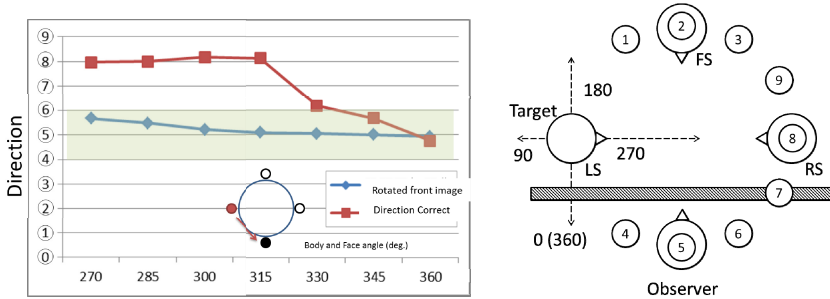 ⑨
⑧
⑦
⑥
⑤
④
③
②
①
⓪
Direction
Rotated front image
Direction Correct
Body and Face angle (deg.)
270 285 300 315 330 345 360
2
1 3
FS
9
180
Target
8
90 270
LS RS
7
0 (360)
4 5 6
Observer